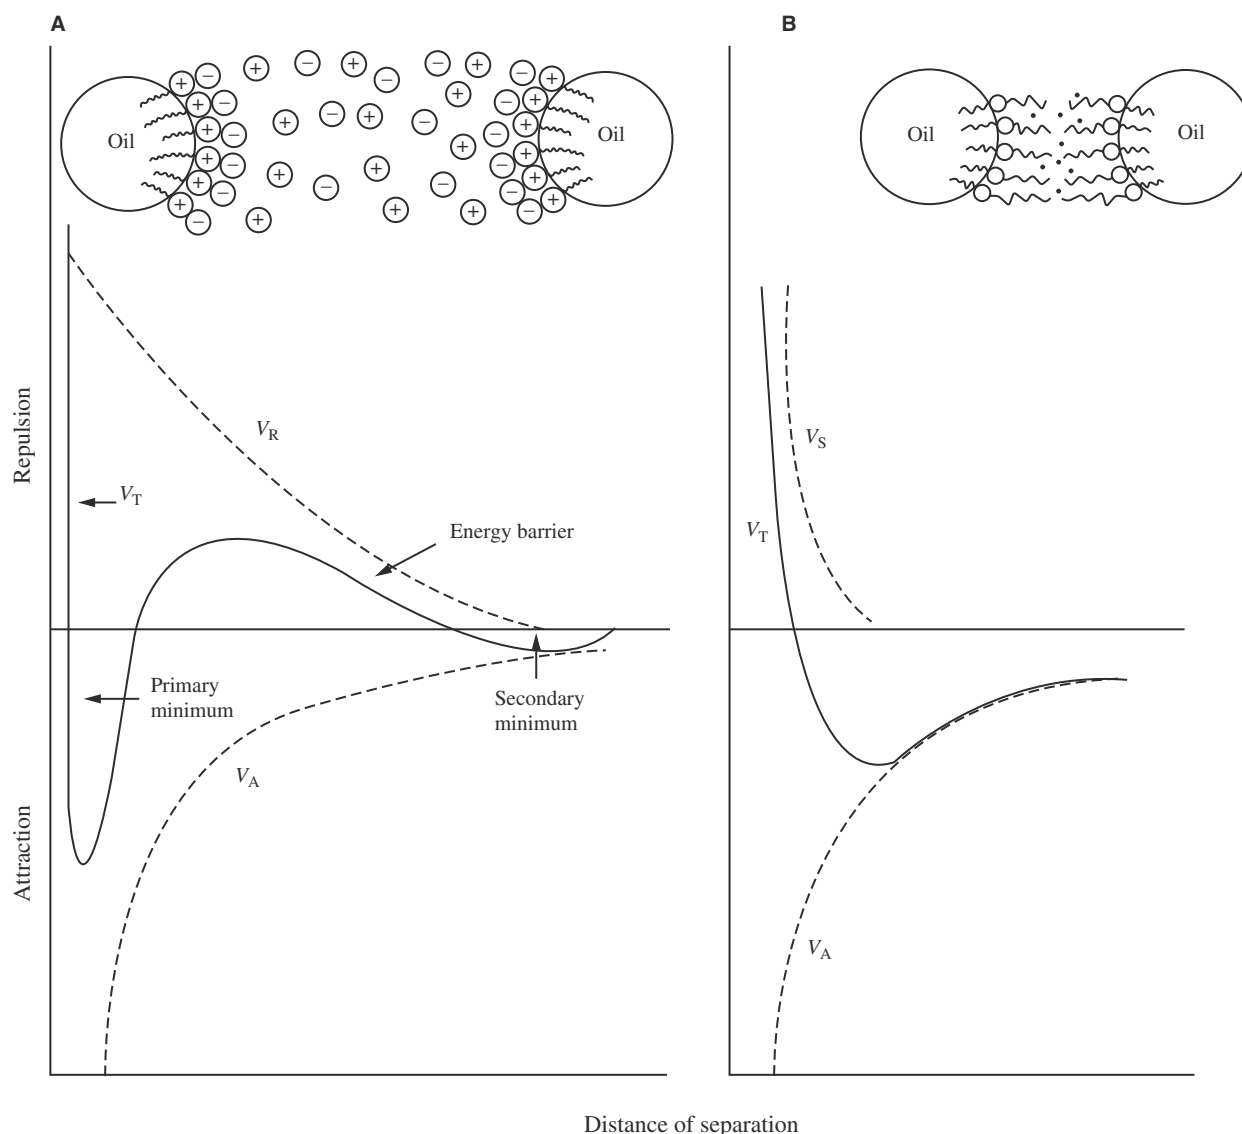 A
B
Oil
Oil
Oil
Oil
Repulsion
V_R
V_T
Energy barrier
Primary
minimum
Secondary
minimum
V_A
Attraction
V_S
V_T
V_A
Distance of separation